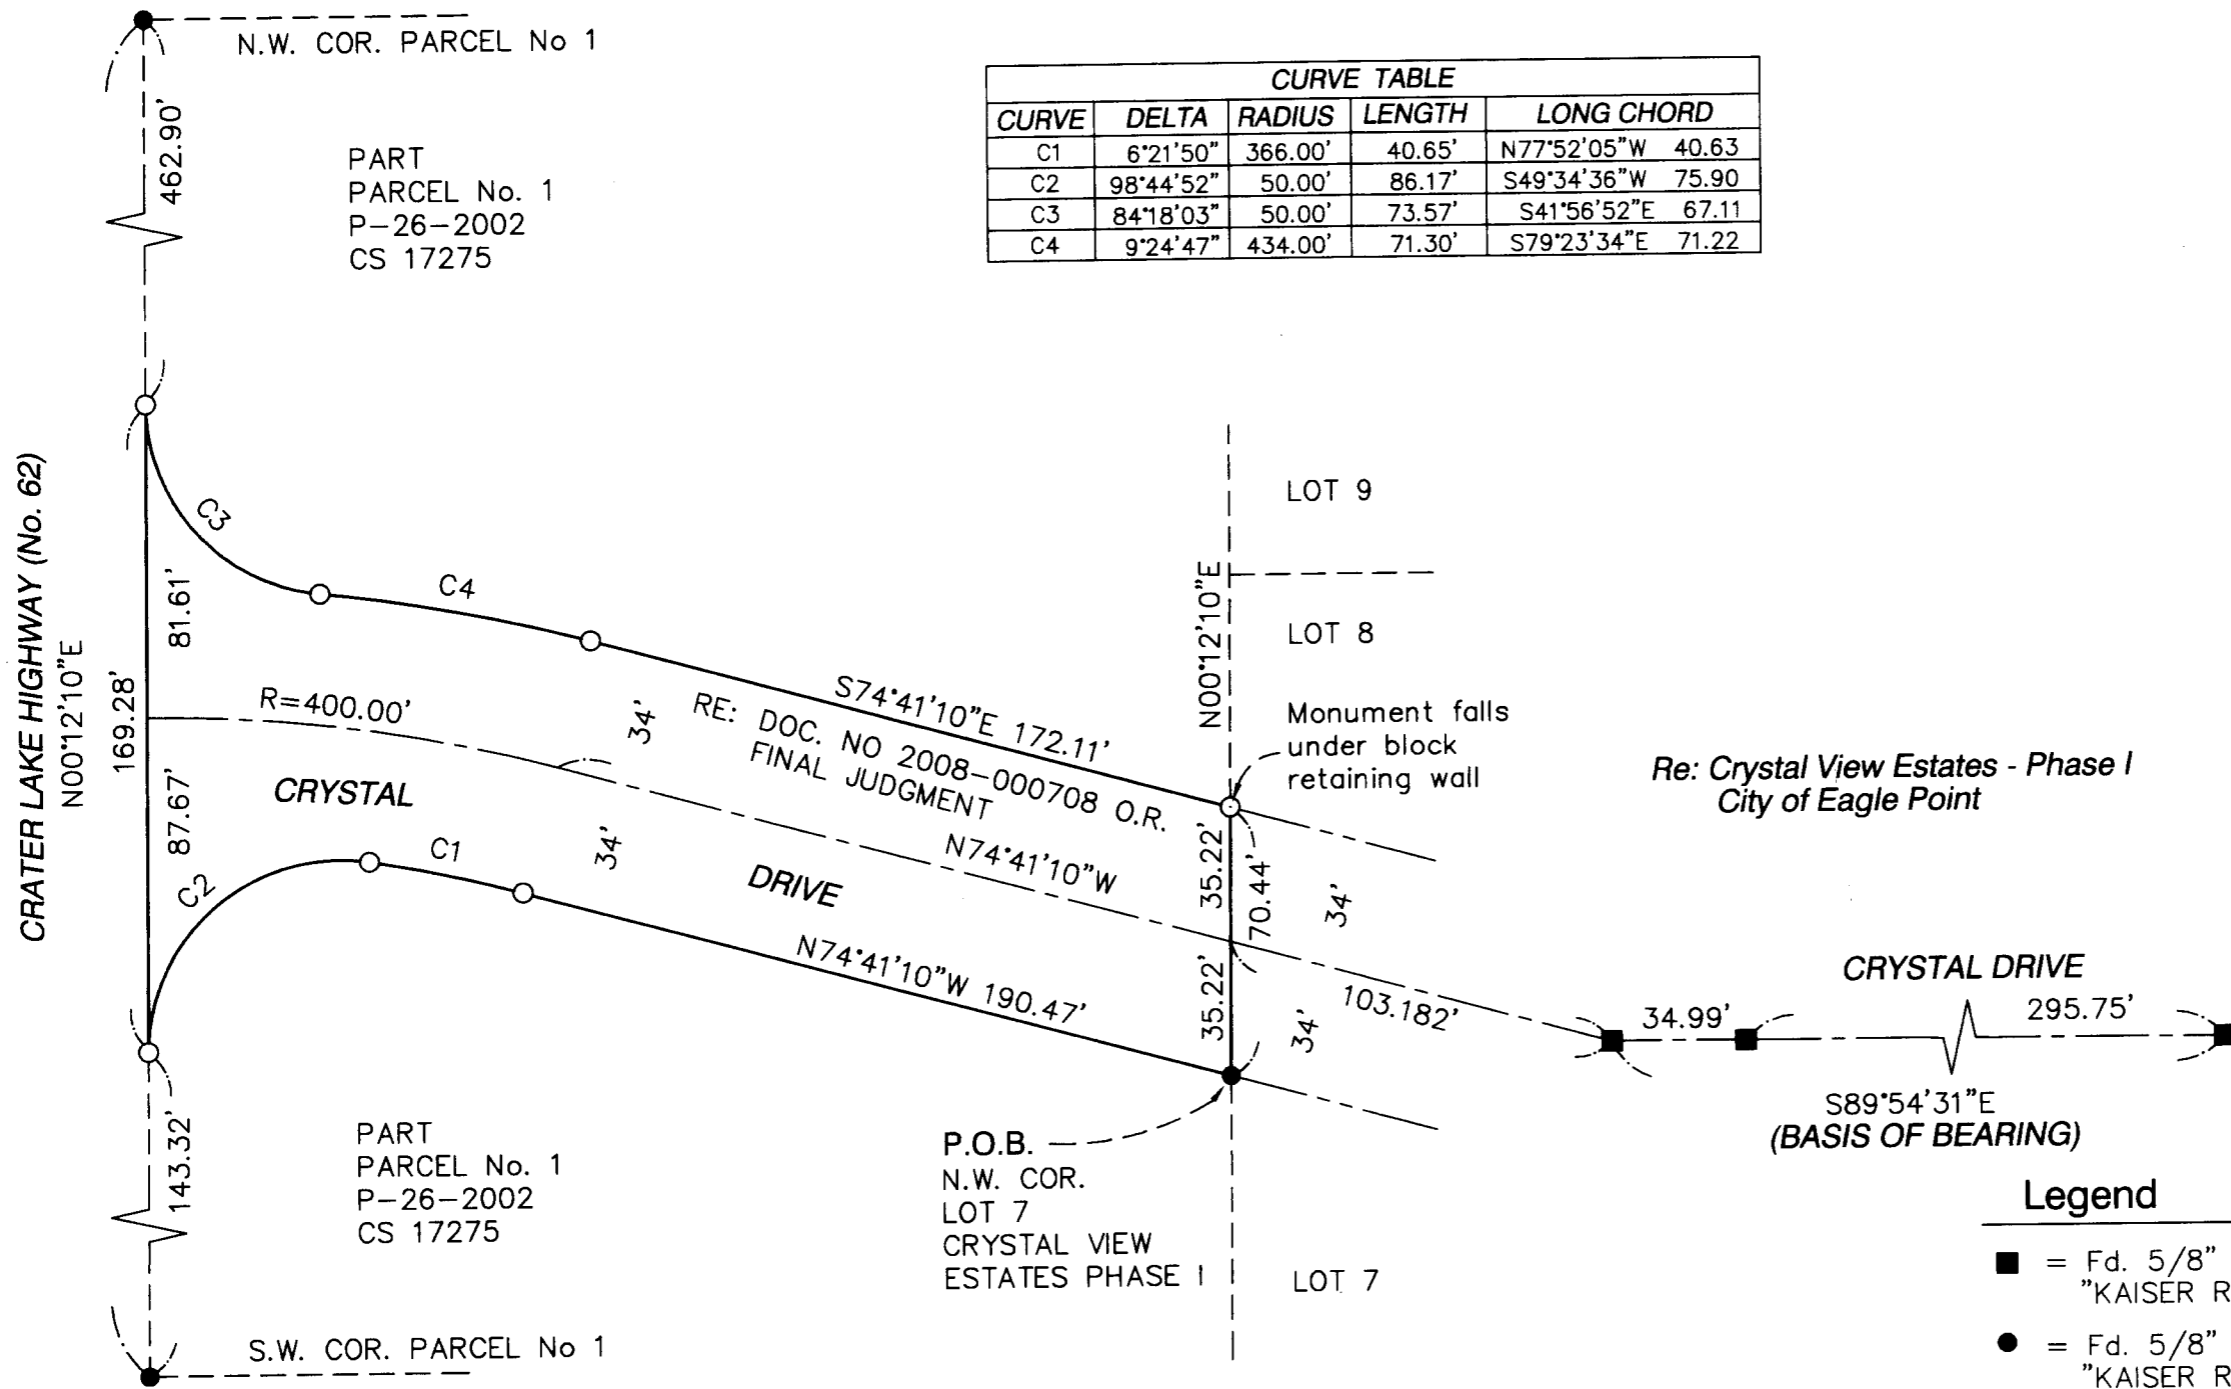 N.W. COR. PARCEL No 1
462.90'
PART
PARCEL No. 1
P-26-2002
CS 17275
CURVE TABLE
CURVE DELTA RADIUS LENGTH LONG CHORD
C1 6°21'50" 366.00' 40.65' N77°52'05"W 40.63
C2 98°44'52" 50.00' 86.17' S49°34'36"W 75.90
C3 84°18'03" 50.00' 73.57' S41°56'52"E 67.11
C4 9°24'47" 434.00' 71.30' S79°23'34"E 71.22
CRATER LAKE HIGHWAY (No. 62)
N00°12'10"E
169.28'
81.61'
87.67'
C3
C4
R=400.00'
CRYSTAL
DRIVE
C1
C2
34'
34'
S74°41'10"E 172.11'
RE: DOC. NO 2008-000708 O.R.
FINAL JUDGMENT
N74°41'10"W
N74°41'10"W 190.47'
LOT 9
N00°12'10"E
LOT 8
Monument falls
under block
retaining wall
35.22'
70.44'
35.22'
34'
34'
103.182'
Re: Crystal View Estates - Phase I
City of Eagle Point
CRYSTAL DRIVE
34.99'
295.75'
S89°54'31"E
(BASIS OF BEARING)
143.32'
PART
PARCEL No. 1
P-26-2002
CS 17275
P.O.B.
N.W. COR.
LOT 7
CRYSTAL VIEW
ESTATES PHASE I
LOT 7
S.W. COR. PARCEL No 1
Legend
= Fd. 5/8"
"KAISER R
= Fd. 5/8"
"KAISER R